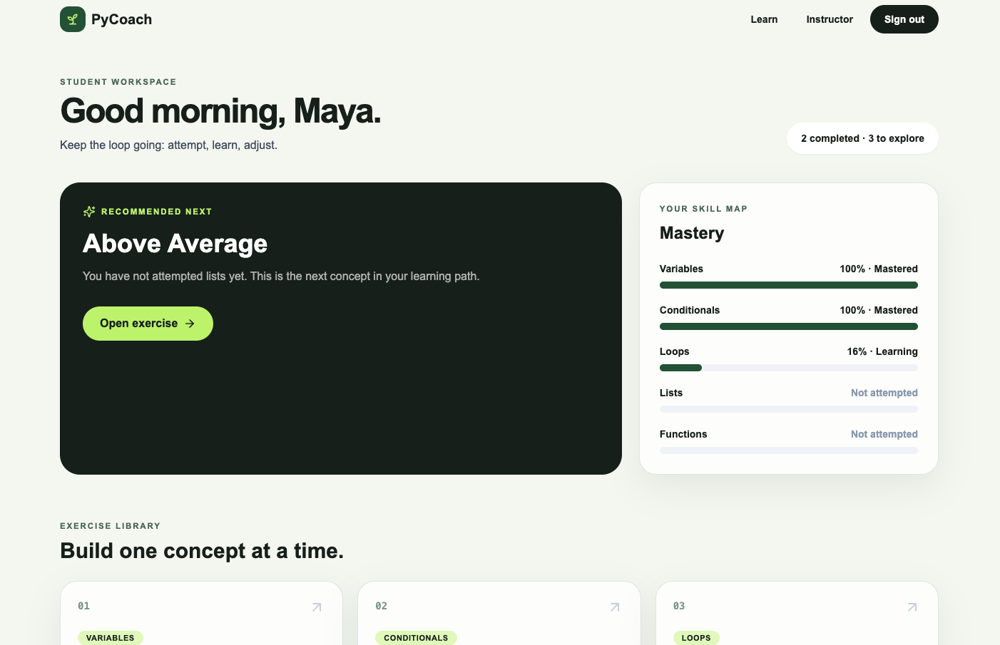 PyCoach
Learn
Instructor
Sign out
STUDENT WORKSPACE
Good morning, Maya.
Keep the loop going: attempt, learn, adjust.
2 completed · 3 to explore
RECOMMENDED NEXT
Above Average
You have not attempted lists yet. This is the next concept in your learning path.
Open exercise
YOUR SKILL MAP
Mastery
Variables 100% · Mastered
Conditionals 100% · Mastered
Loops 16% · Learning
Lists Not attempted
Functions Not attempted
EXERCISE LIBRARY
Build one concept at a time.
01
VARIABLES
02
CONDITIONALS
03
LOOPS